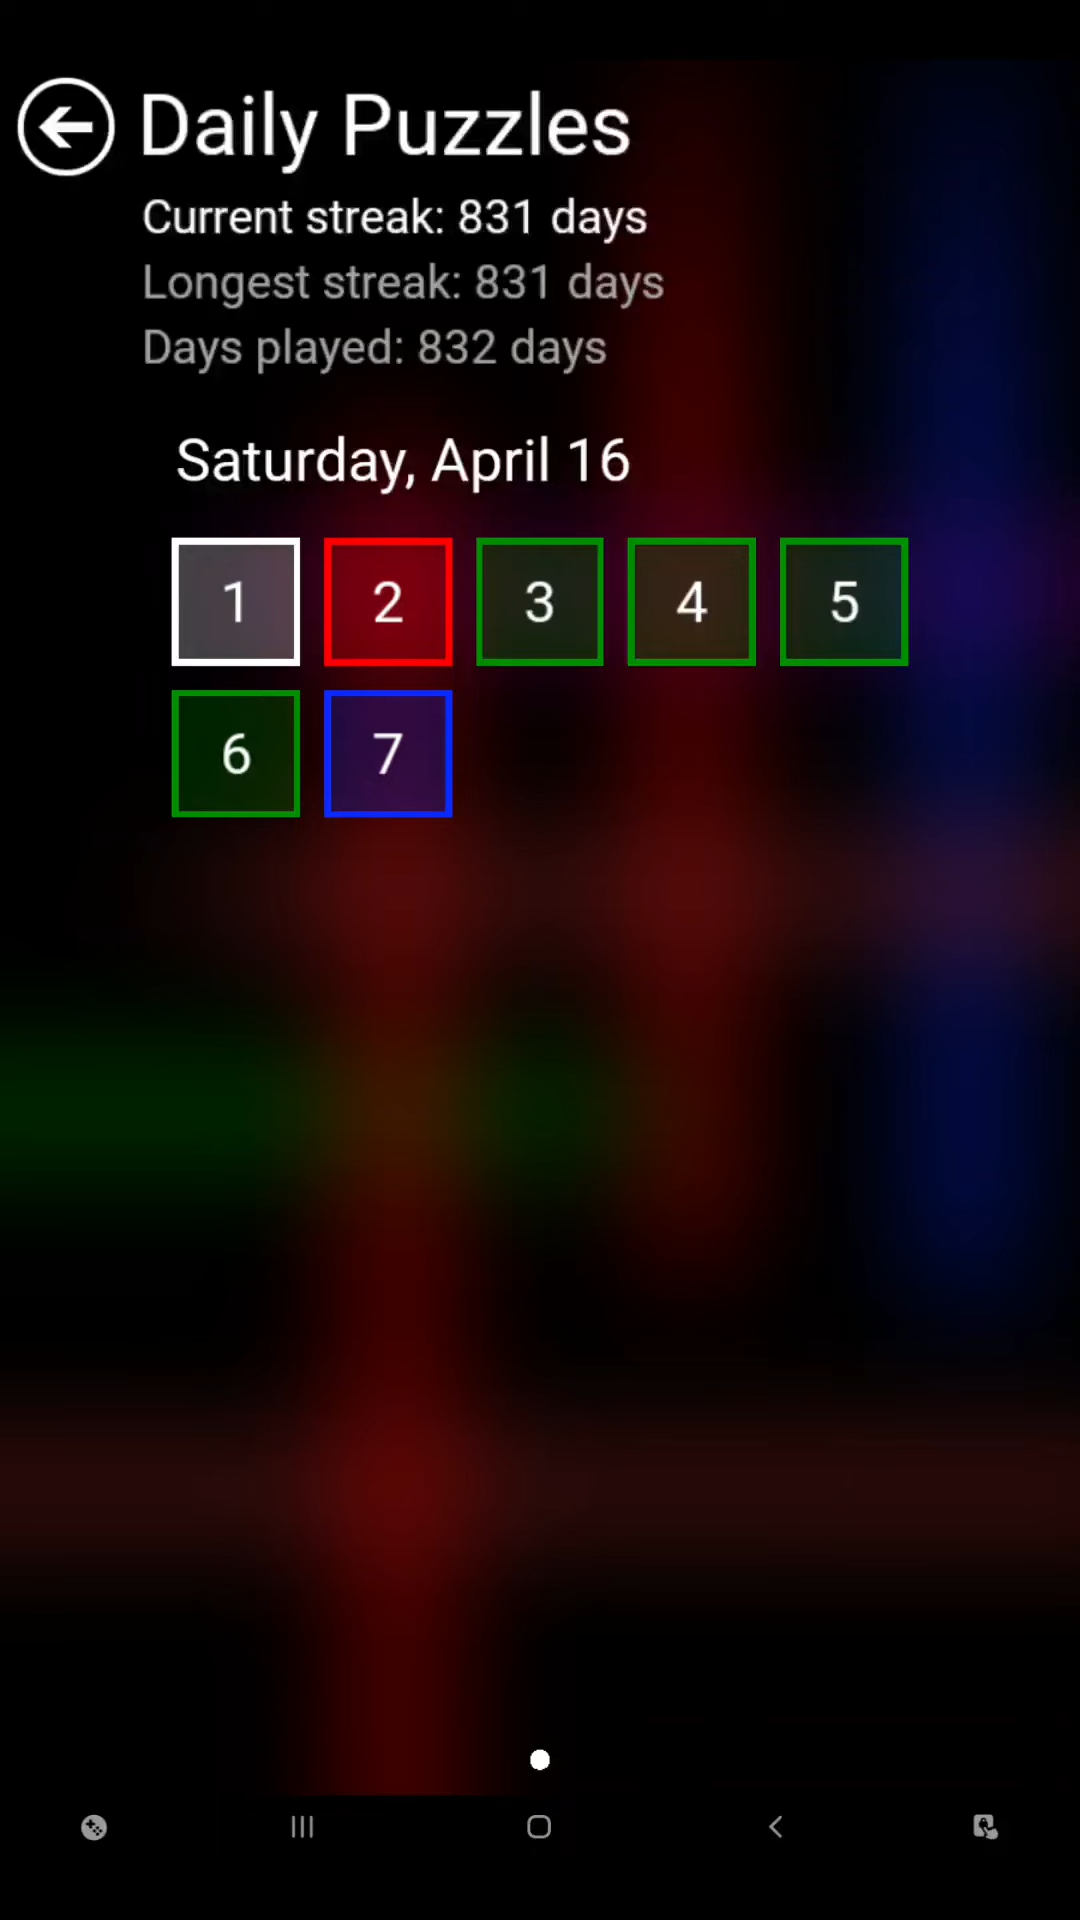 Daily Puzzles
Current streak: 831 days
Longest streak: 831 days
Days played: 832 days
Saturday, April 16
1 2 3 4 5
6 7